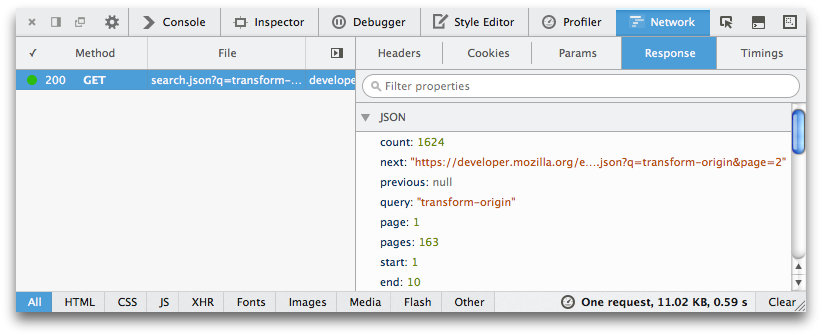 Console Inspector Debugger Style Editor Profiler Network
✓ Method File
Headers Cookies Params Response Timings
200 GET search.json?q=transform-... develope
Filter properties
JSON
count: 1624
next: "https://developer.mozilla.org/e....json?q=transform-origin&page=2"
previous: null
query: "transform-origin"
page: 1
pages: 163
start: 1
end: 10
All HTML CSS JS XHR Fonts Images Media Flash Other One request, 11.02 KB, 0.59 s Clear